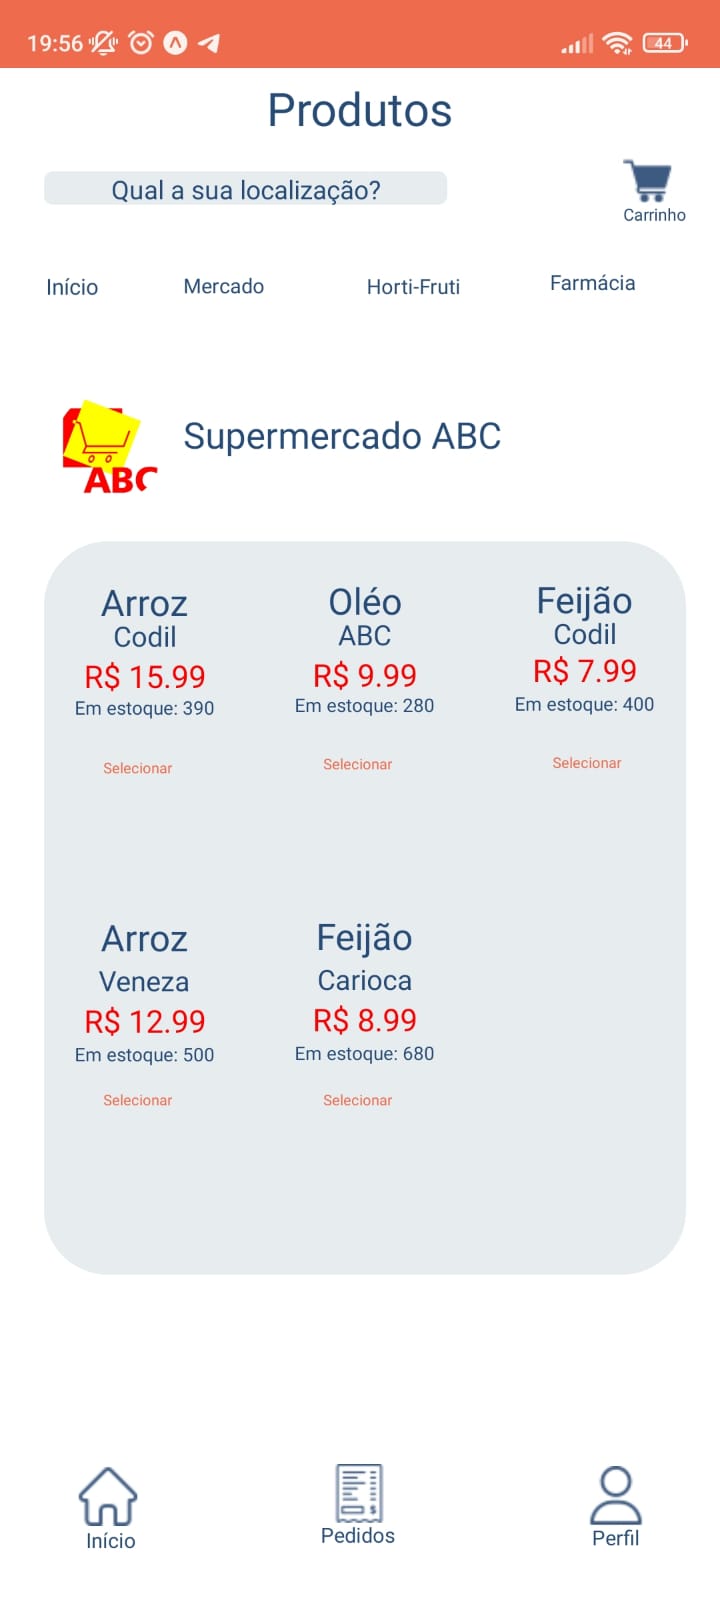 19:56 44
Produtos
Qual a sua localização?
Carrinho
Início Mercado Horti-Fruti Farmácia
ABC
Supermercado ABC
Arroz Oléo Feijão
Codil ABC Codil
R$ 15.99 R$ 9.99 R$ 7.99
Em estoque: 390 Em estoque: 280 Em estoque: 400
Selecionar Selecionar Selecionar
Arroz Feijão
Veneza Carioca
R$ 12.99 R$ 8.99
Em estoque: 500 Em estoque: 680
Selecionar Selecionar
Início Pedidos Perfil